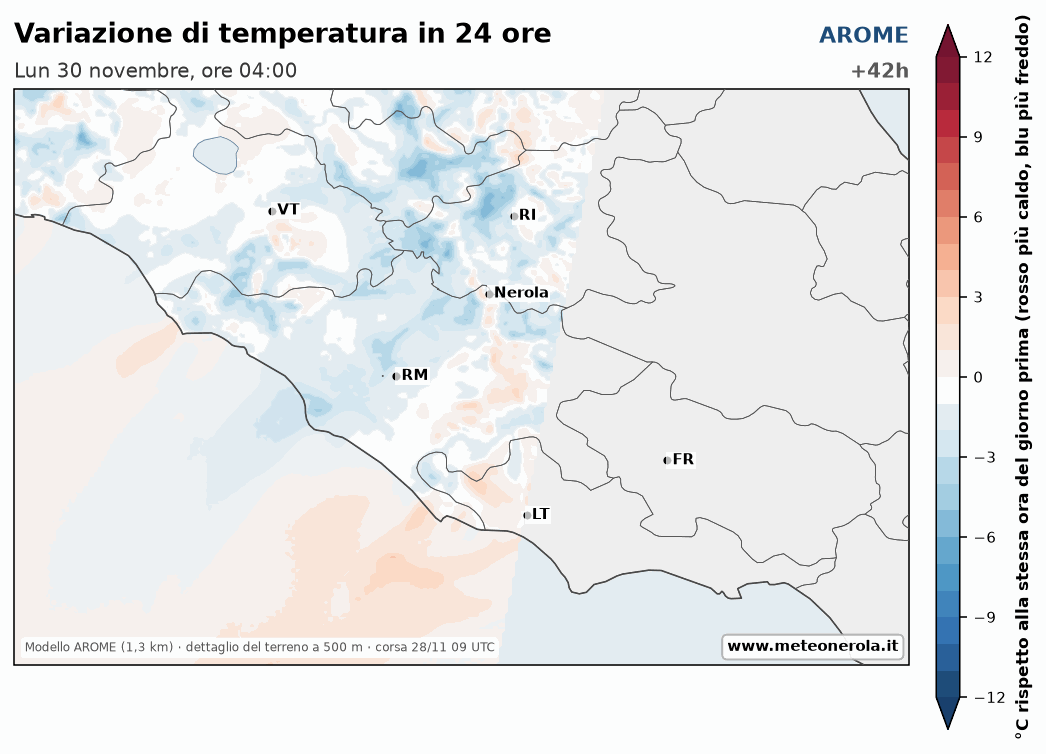 Variazione di temperatura in 24 ore
AROME
Lun 30 novembre, ore 04:00
+42h
VT
RI
Nerola
RM
FR
LT
Modello AROME (1,3 km) · dettaglio del terreno a 500 m · corsa 28/11 09 UTC
www.meteonerola.it
12
9
6
3
0
−3
−6
−9
−12
°C rispetto alla stessa ora del giorno prima (rosso più caldo, blu più freddo)